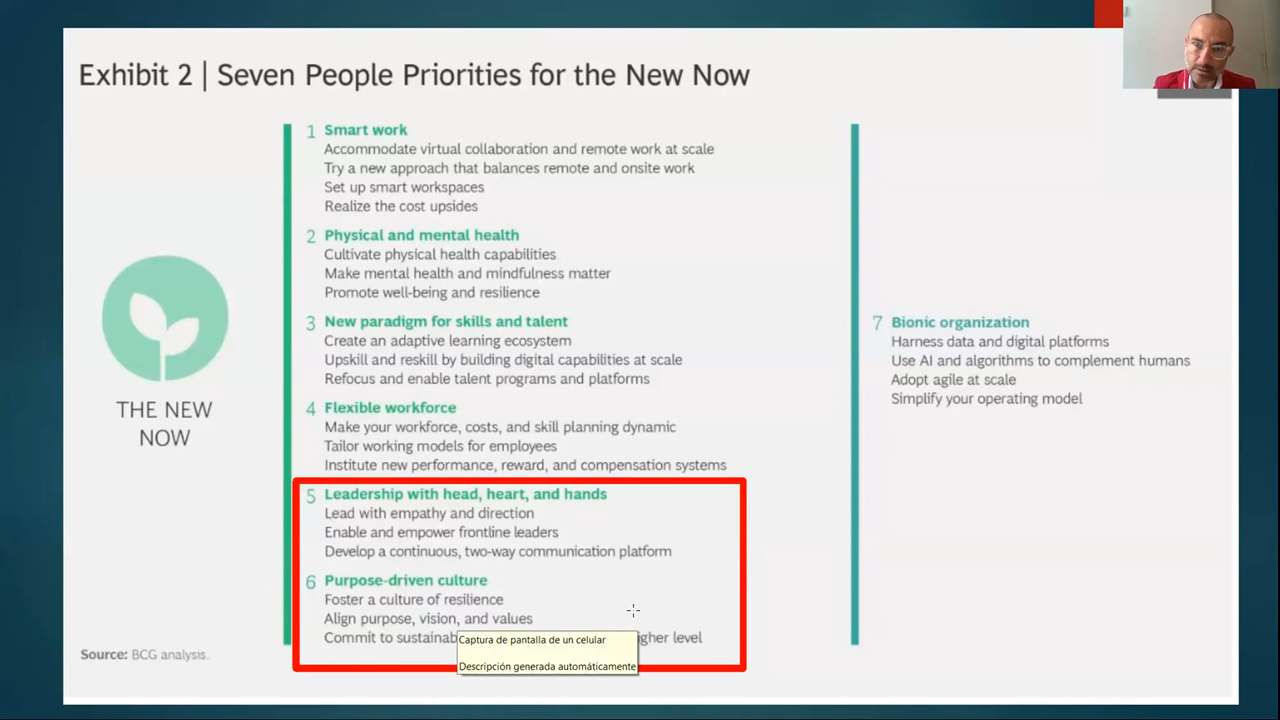 Exhibit 2 | Seven People Priorities for the New Now
THE NEW
NOW
1 Smart work
Accommodate virtual collaboration and remote work at scale
Try a new approach that balances remote and onsite work
Set up smart workspaces
Realize the cost upsides
2 Physical and mental health
Cultivate physical health capabilities
Make mental health and mindfulness matter
Promote well-being and resilience
3 New paradigm for skills and talent
Create an adaptive learning ecosystem
Upskill and reskill by building digital capabilities at scale
Refocus and enable talent programs and platforms
4 Flexible workforce
Make your workforce, costs, and skill planning dynamic
Tailor working models for employees
Institute new performance, reward, and compensation systems
5 Leadership with head, heart, and hands
Lead with empathy and direction
Enable and empower frontline leaders
Develop a continuous, two-way communication platform
6 Purpose-driven culture
Foster a culture of resilience
Align purpose, vision, and values
Commit to level
Captura de pantalla de un celular
Descripción generada automáticamente
7 Bionic organization
Harness data and digital platforms
Use AI and algorithms to complement humans
Adopt agile at scale
Simplify your operating model
Source: BCG analysis.